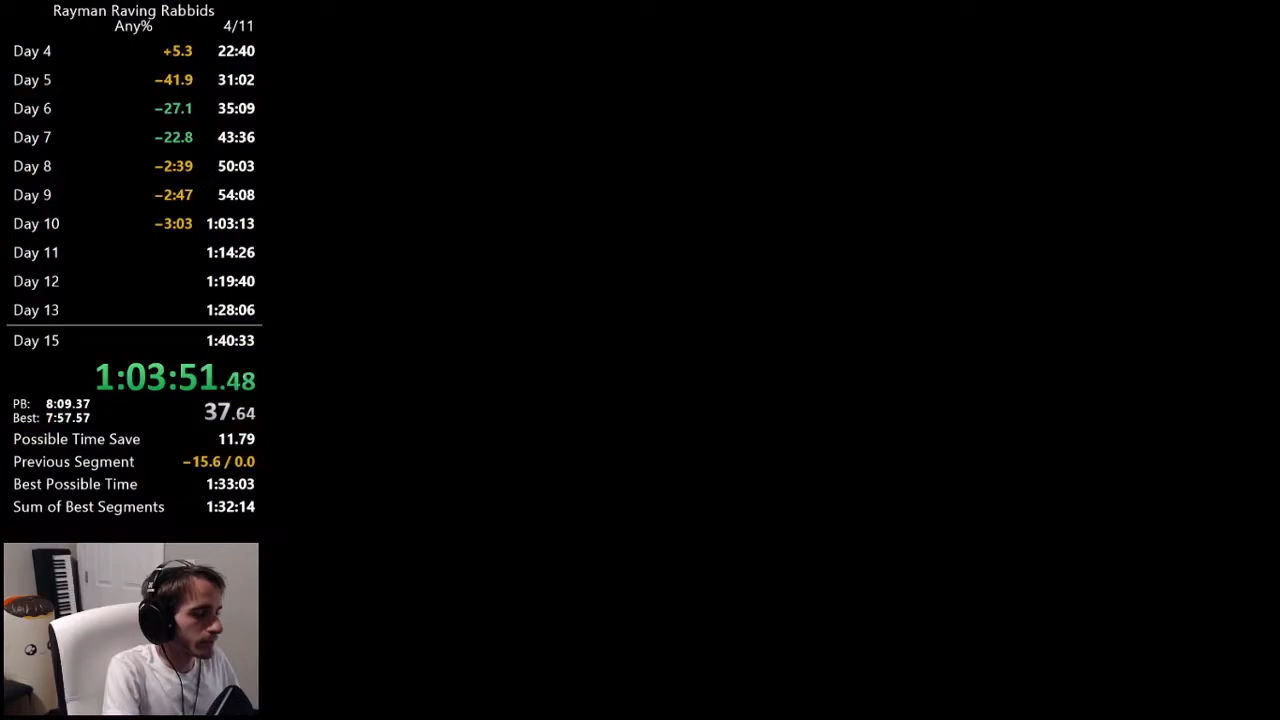 Rayman Raving Rabbids
Any% 4/11
Day 4 +5.3 22:40
Day 5 −41.9 31:02
Day 6 −27.1 35:09
Day 7 −22.8 43:36
Day 8 −2:39 50:03
Day 9 −2:47 54:08
Day 10 −3:03 1:03:13
Day 11 1:14:26
Day 12 1:19:40
Day 13 1:28:06
Day 15 1:40:33
1:03:51.48
PB: 8:09.37
Best: 7:57.57
37.64
Possible Time Save 11.79
Previous Segment −15.6 / 0.0
Best Possible Time 1:33:03
Sum of Best Segments 1:32:14